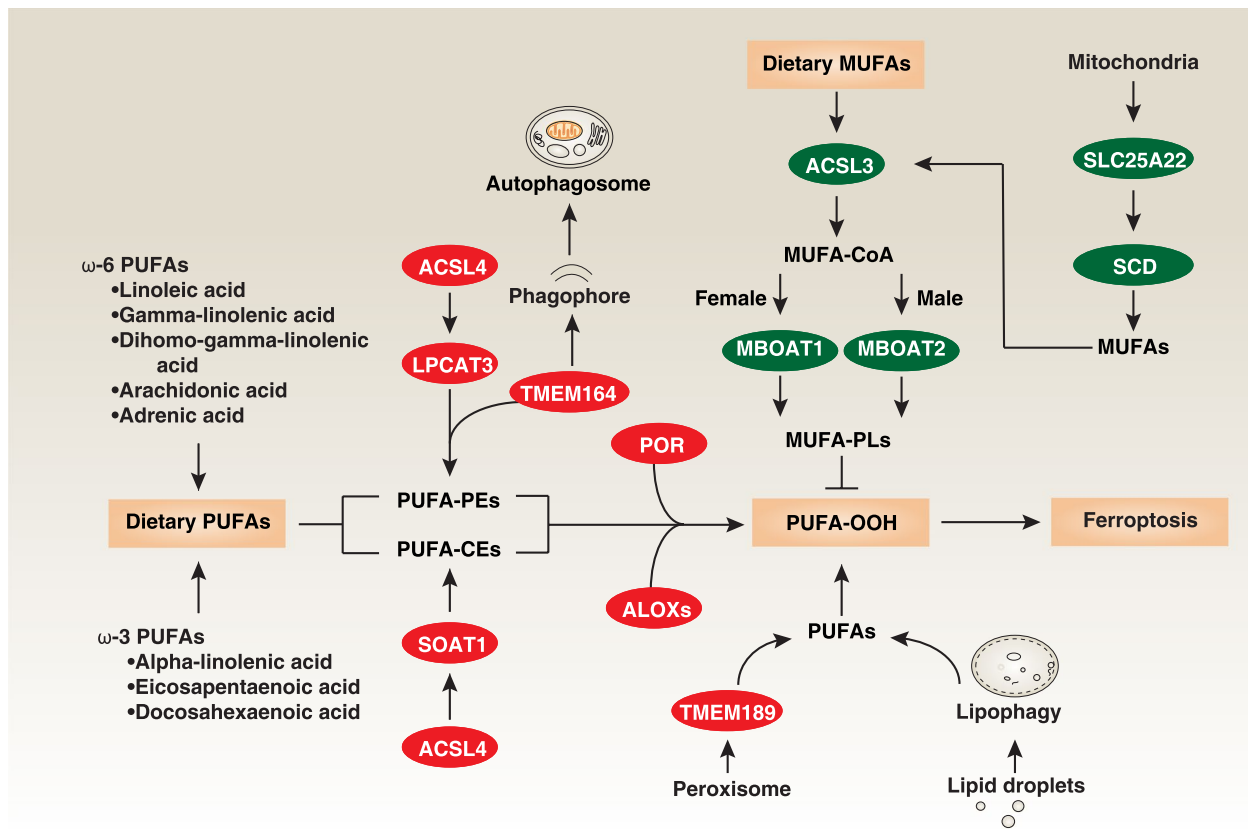 Dietary MUFAs
Mitochondria
ACSL3
SLC25A22
Autophagosome
MUFA-CoA
SCD
ω-6 PUFAs
•Linoleic acid
•Gamma-linolenic acid
•Dihomo-gamma-linolenic
acid
•Arachidonic acid
•Adrenic acid
ACSL4
Phagophore
Female
Male
LPCAT3
TMEM164
MBOAT1
MBOAT2
MUFAs
POR
MUFA-PLs
Dietary PUFAs
PUFA-PEs
PUFA-CEs
PUFA-OOH
Ferroptosis
ALOXs
ω-3 PUFAs
•Alpha-linolenic acid
•Eicosapentaenoic acid
•Docosahexaenoic acid
SOAT1
ACSL4
PUFAs
TMEM189
Lipophagy
Peroxisome
Lipid droplets